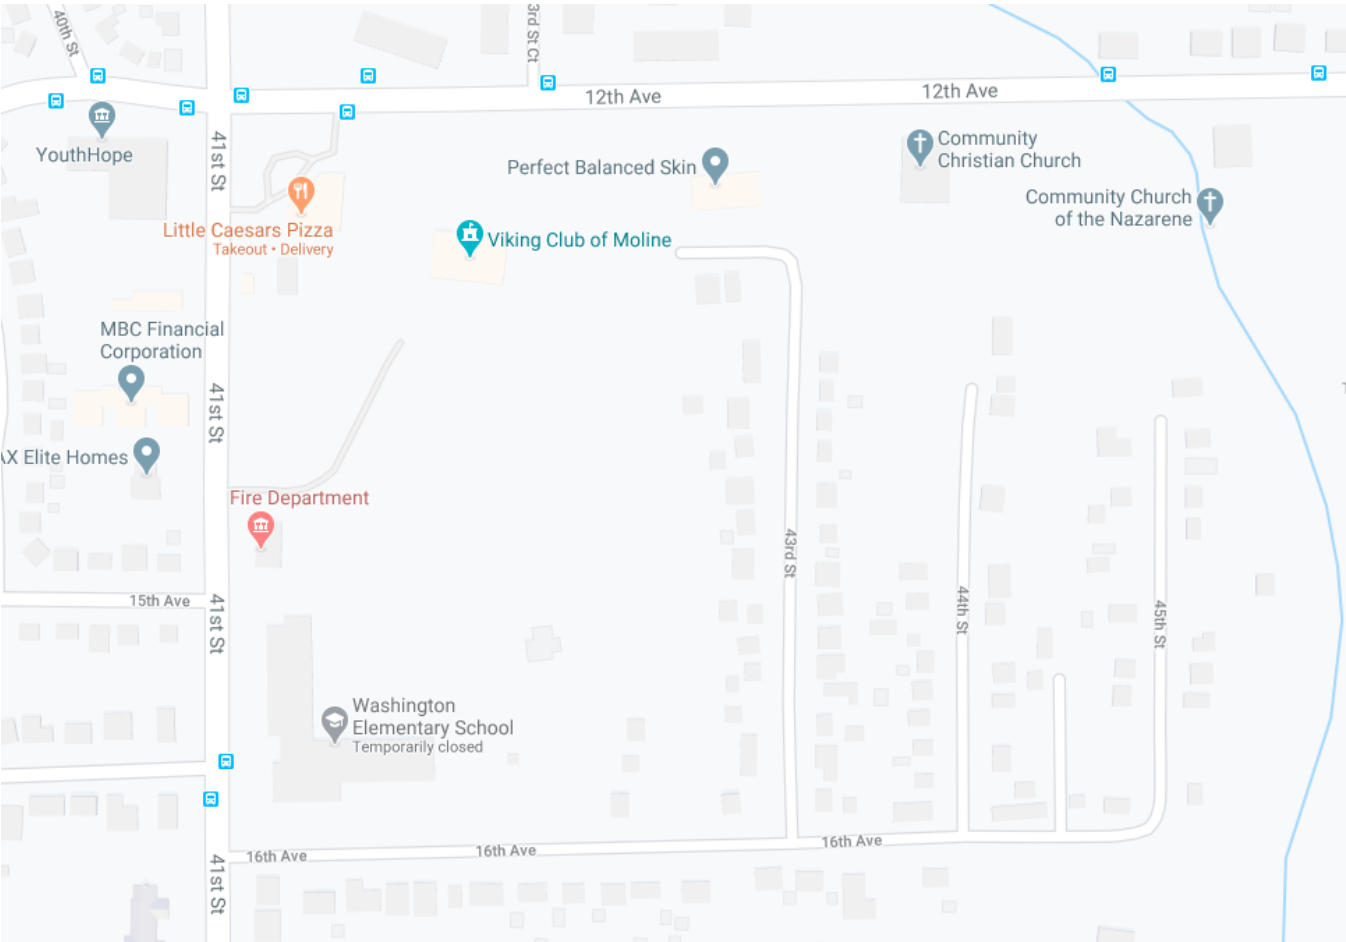 40th St
3rd St Ct
12th Ave
12th Ave
YouthHope
41st St
Perfect Balanced Skin
Community
Christian Church
Community Church
of the Nazarene
Little Caesars Pizza
Takeout • Delivery
Viking Club of Moline
MBC Financial
Corporation
41st St
AX Elite Homes
Fire Department
43rd St
15th Ave
41st St
44th St
45th St
Washington
Elementary School
Temporarily closed
16th Ave
16th Ave
16th Ave
41st St